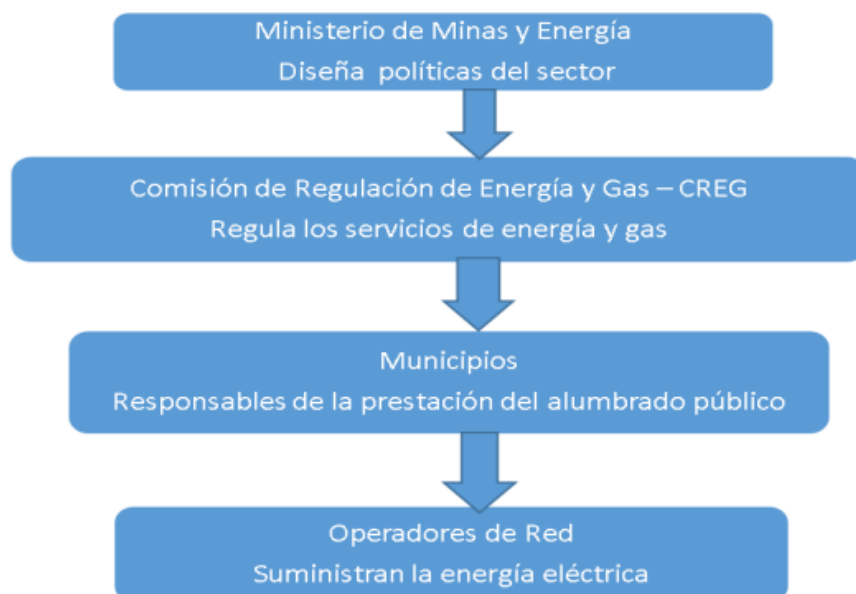 Ministerio de Minas y Energía
Diseña políticas del sector
Comisión de Regulación de Energía y Gas – CREG
Regula los servicios de energía y gas
Municipios
Responsables de la prestación del alumbrado público
Operadores de Red
Suministran la energía eléctrica